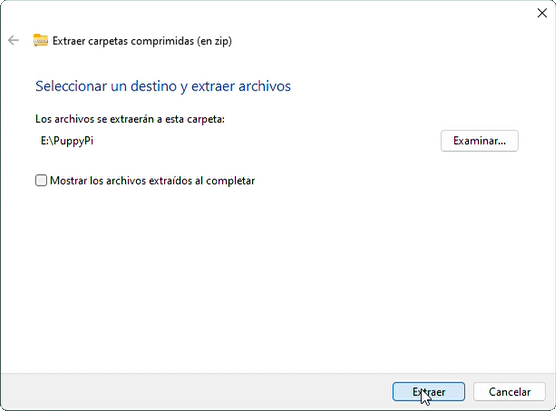 Extraer carpetas comprimidas (en zip)
Seleccionar un destino y extraer archivos
Los archivos se extraerán a esta carpeta:
E:\PuppyPi
Examinar...
Mostrar los archivos extraídos al completar
Extraer
Cancelar